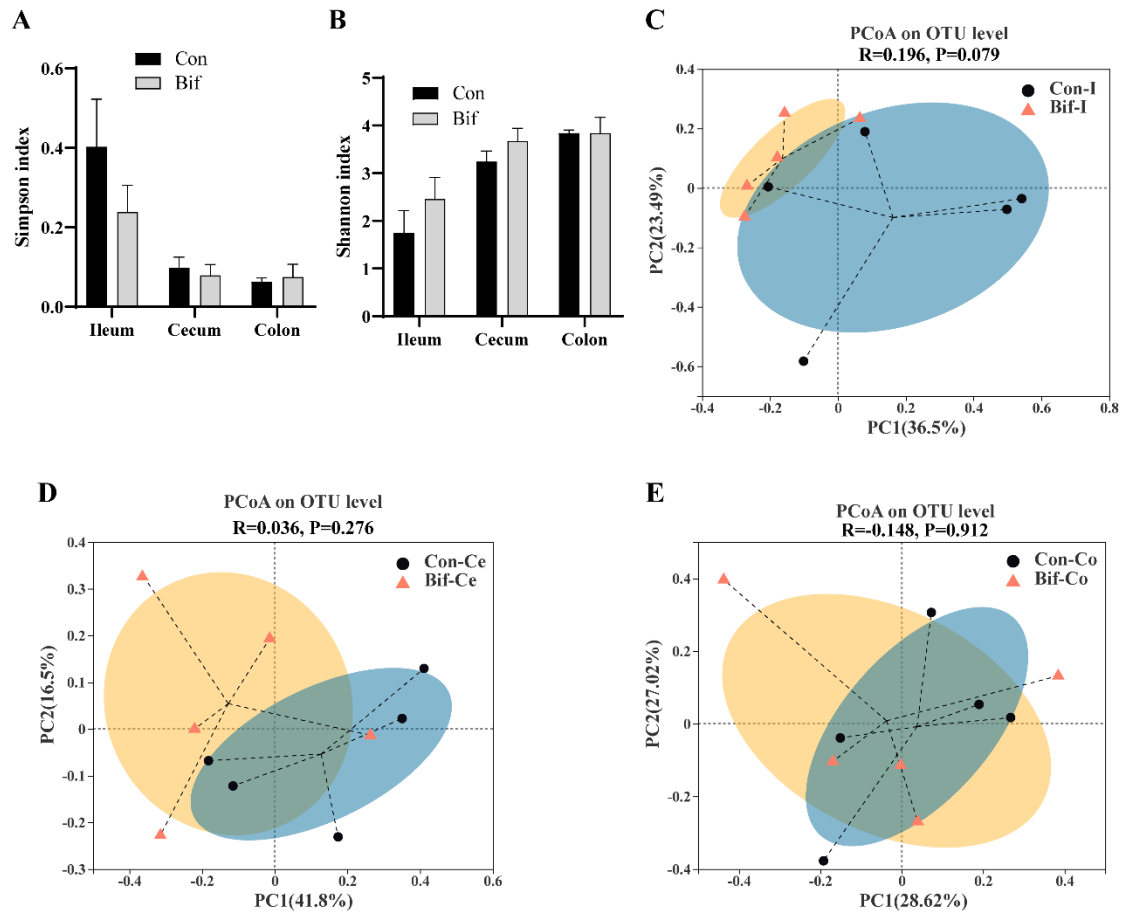 A
Con
Bif
Simpson index
0.6
0.4
0.2
0.0
Ileum
Cecum
Colon
B
Con
Bif
Shannon index
5
4
3
2
1
0
Ileum
Cecum
Colon
C
PCoA on OTU level
R=0.196, P=0.079
Con-I
Bif-I
PC2(23.49%)
0.4
0.2
0
-0.2
-0.4
-0.6
-0.4
-0.2
0
0.2
0.4
0.6
0.8
PC1(36.5%)
D
PCoA on OTU level
R=0.036, P=0.276
Con-Ce
Bif-Ce
PC2(16.5%)
0.4
0.3
0.2
0.1
0
-0.1
-0.2
-0.3
-0.4
-0.2
0
0.2
0.4
0.6
PC1(41.8%)
E
PCoA on OTU level
R=-0.148, P=0.912
Con-Co
Bif-Co
PC2(27.02%)
0.4
0.2
0
-0.2
-0.4
-0.4
-0.2
0
0.2
0.4
PC1(28.62%)